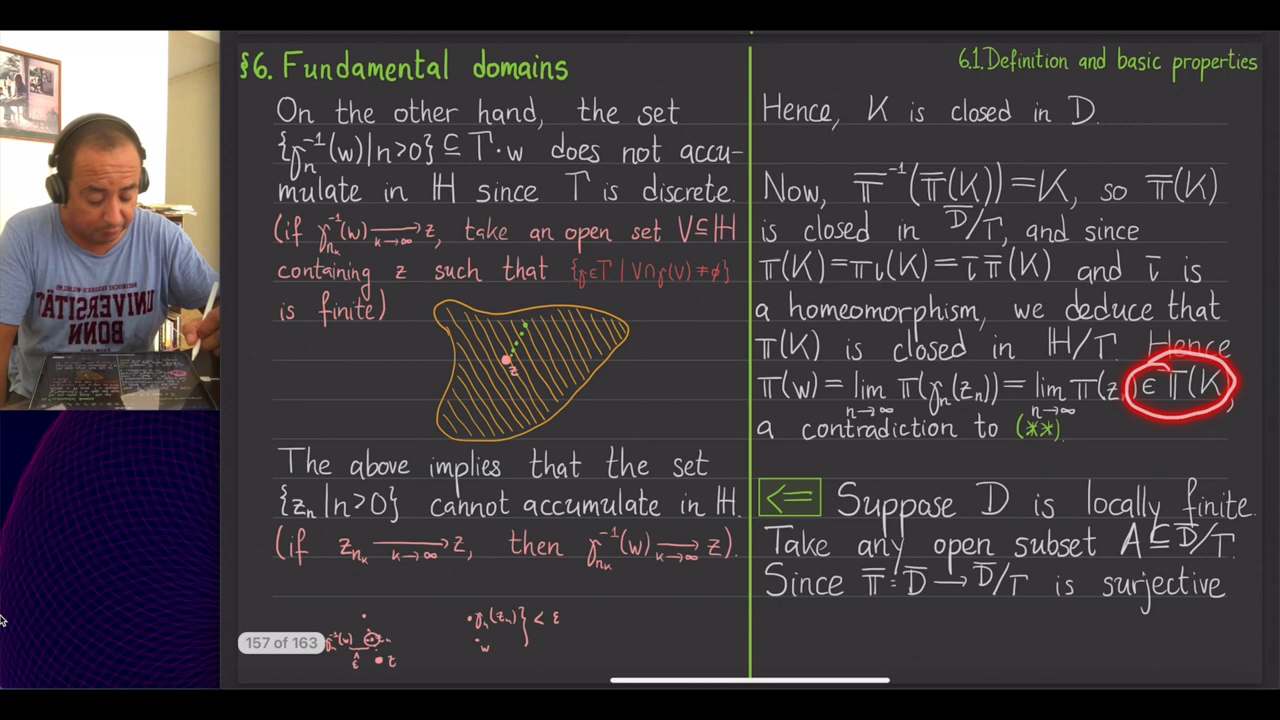 §6. Fundamental domains
On the other hand, the set
{γₙ⁻¹(w)|n>0} ⊆ Γ·w does not accu-
mulate in ℍ since Γ is discrete.
(if γₙₖ⁻¹(w) ⟶ z, take an open set V⊆ℍ
k→∞
containing z such that {γ∈Γ | V∩γ(V)≠∅}
is finite)
z
The above implies that the set
{zₙ|n>0} cannot accumulate in ℍ.
(if zₙₖ ⟶ z, then γₙₖ⁻¹(w) ⟶ z).
k→∞ k→∞
·γₙ(zₙ)} < ε
·w
ε
z
157 of 163
6.1. Definition and basic properties
Hence, K is closed in D.
Now, π̄⁻¹(π̄(K))=K, so π̄(K)
is closed in D̄/Γ, and since
π(K)=πι(K)=ῑπ̄(K) and ῑ is
a homeomorphism, we deduce that
π(K) is closed in ℍ/Γ. Hence
π(w) = lim π(γₙ(zₙ)) = lim π(zₙ) ∈ π(K),
n→∞ n→∞
a contradiction to (**).
<= Suppose D is locally finite.
Take any open subset A⊆D̄/Γ.
Since π̄: D̄ ⟶ D̄/Γ is surjective
UNIVERSITÄT
BONN